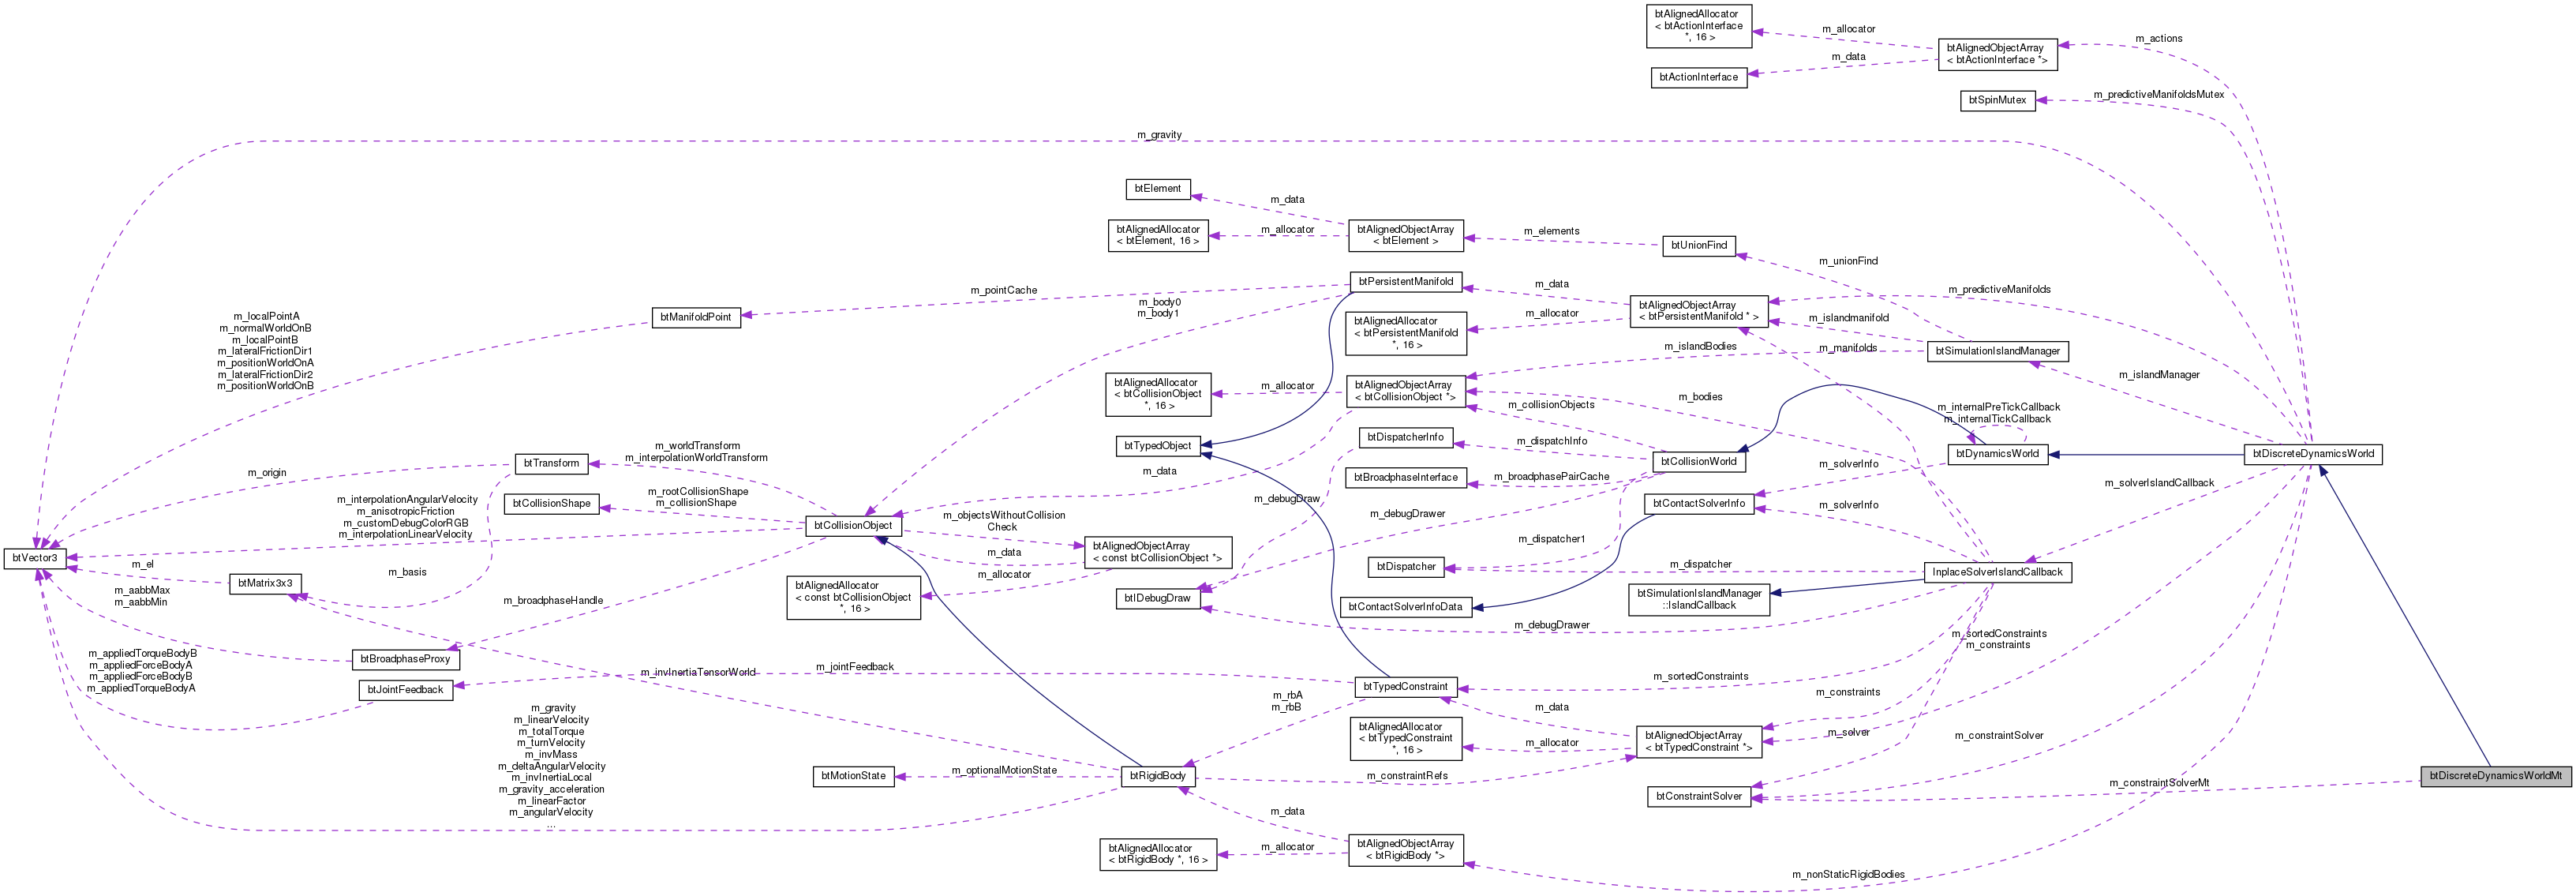 btAlignedAllocator
< btActionInterface
*, 16 >
m_allocator
m_actions
btAlignedObjectArray
< btActionInterface *>
m_data
btActionInterface
btSpinMutex
m_predictiveManifoldsMutex
m_gravity
btElement
m_data
btAlignedAllocator
< btElement, 16 >
m_allocator
btAlignedObjectArray
< btElement >
m_elements
btUnionFind
m_unionFind
btPersistentManifold
m_pointCache
m_body0
m_body1
m_data
m_predictiveManifolds
btAlignedObjectArray
< btPersistentManifold * >
m_allocator
btAlignedAllocator
< btPersistentManifold
*, 16 >
m_islandmanifold
btManifoldPoint
m_localPointA
m_normalWorldOnB
m_localPointB
m_lateralFrictionDir1
m_positionWorldOnA
m_lateralFrictionDir2
m_positionWorldOnB
m_islandBodies
m_manifolds
btSimulationIslandManager
m_islandManager
btAlignedAllocator
< btCollisionObject
*, 16 >
m_allocator
btAlignedObjectArray
< btCollisionObject *>
m_collisionObjects
m_bodies
m_internalPreTickCallback
m_internalTickCallback
btTypedObject
btDispatcherInfo
m_dispatchInfo
btCollisionWorld
btDynamicsWorld
btDiscreteDynamicsWorld
m_worldTransform
m_interpolationWorldTransform
btTransform
m_origin
m_data
btBroadphaseInterface
m_broadphasePairCache
m_solverInfo
m_solverIslandCallback
btCollisionShape
m_rootCollisionShape
m_collisionShape
m_debugDraw
m_debugDrawer
btContactSolverInfo
m_solverInfo
m_interpolationAngularVelocity
m_anisotropicFriction
m_customDebugColorRGB
m_interpolationLinearVelocity
btCollisionObject
m_objectsWithoutCollision
Check
m_dispatcher1
btVector3
m_el
m_basis
m_data
btAlignedObjectArray
< const btCollisionObject *>
btDispatcher
m_dispatcher
InplaceSolverIslandCallback
btMatrix3x3
m_allocator
btAlignedAllocator
< const btCollisionObject
*, 16 >
btIDebugDraw
btContactSolverInfoData
btSimulationIslandManager
::IslandCallback
m_aabbMax
m_aabbMin
m_broadphaseHandle
m_debugDrawer
m_sortedConstraints
m_constraints
btBroadphaseProxy
m_appliedTorqueBodyB
m_appliedForceBodyA
m_appliedForceBodyB
m_appliedTorqueBodyA
btJointFeedback
m_invInertiaTensorWorld
m_jointFeedback
btTypedConstraint
m_sortedConstraints
m_rbA
m_rbB
m_data
m_constraints
m_gravity
m_linearVelocity
m_totalTorque
m_turnVelocity
m_invMass
m_deltaAngularVelocity
m_invInertiaLocal
m_gravity_acceleration
m_linearFactor
m_angularVelocity
...
btAlignedAllocator
< btTypedConstraint
*, 16 >
m_allocator
btAlignedObjectArray
< btTypedConstraint *>
m_solver
m_constraintSolver
btMotionState
m_optionalMotionState
btRigidBody
m_constraintRefs
btConstraintSolver
m_constraintSolverMt
btDiscreteDynamicsWorldMt
m_data
btAlignedAllocator
< btRigidBody *, 16 >
m_allocator
btAlignedObjectArray
< btRigidBody *>
m_nonStaticRigidBodies